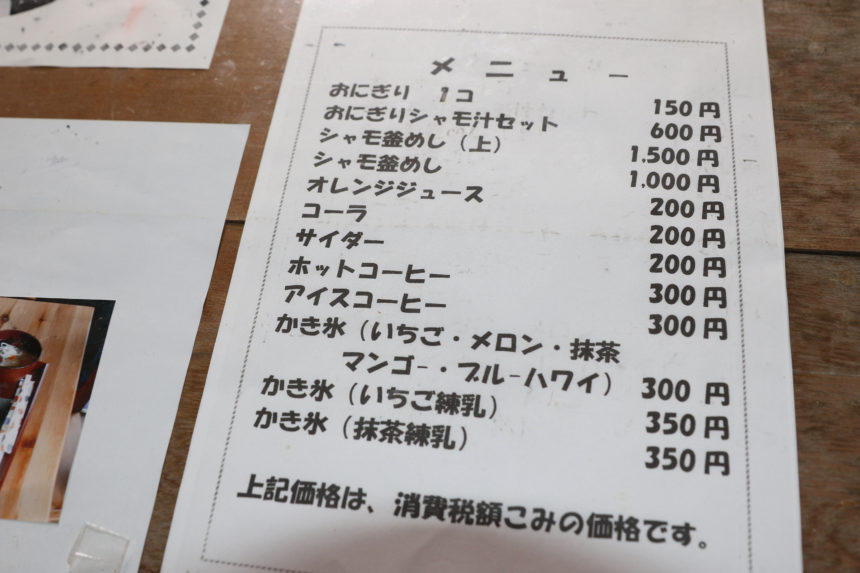 メニュー
おにぎり 1コ 150円
おにぎりシャモ汁セット 600円
シャモ釜めし（上） 1.500円
シャモ釜めし 1.000円
オレンジジュース 200円
コーラ 200円
サイダー 200円
ホットコーヒー 300円
アイスコーヒー 300円
かき氷（いちご・メロン・抹茶
マンゴ-・ブル-ハワイ） 300円
かき氷（いちご練乳） 350円
かき氷（抹茶練乳） 350円
上記価格は、消費税額こみの価格です。